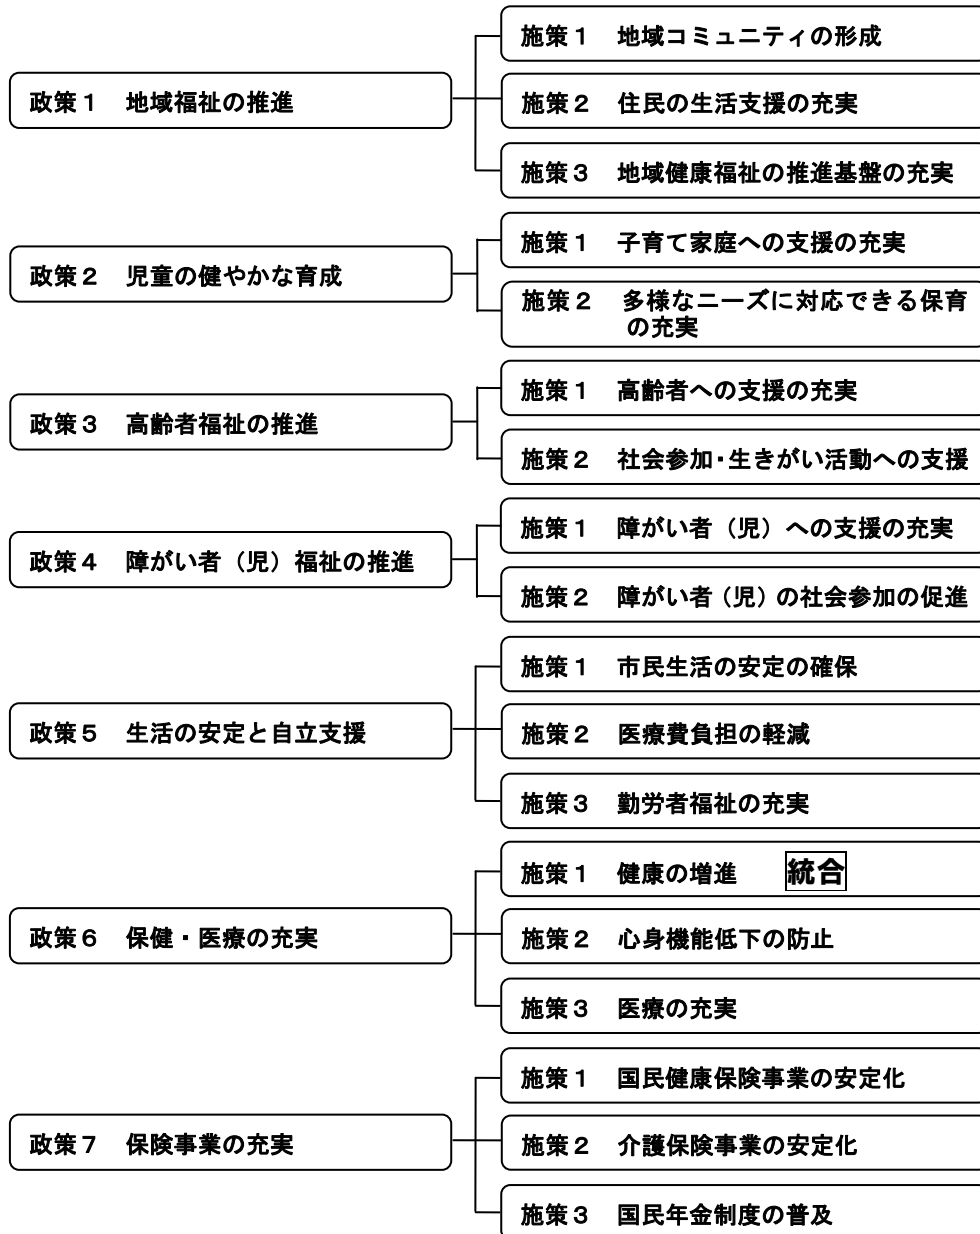 政策１　地域福祉の推進
施策１　地域コミュニティの形成
施策２　住民の生活支援の充実
施策３　地域健康福祉の推進基盤の充実
政策２　児童の健やかな育成
施策１　子育て家庭への支援の充実
施策２　多様なニーズに対応できる保育
の充実
政策３　高齢者福祉の推進
施策１　高齢者への支援の充実
施策２　社会参加・生きがい活動への支援
政策４　障がい者（児）福祉の推進
施策１　障がい者（児）への支援の充実
施策２　障がい者（児）の社会参加の促進
政策５　生活の安定と自立支援
施策１　市民生活の安定の確保
施策２　医療費負担の軽減
施策３　勤労者福祉の充実
政策６　保健・医療の充実
施策１　健康の増進　　統合
施策２　心身機能低下の防止
施策３　医療の充実
政策７　保険事業の充実
施策１　国民健康保険事業の安定化
施策２　介護保険事業の安定化
施策３　国民年金制度の普及